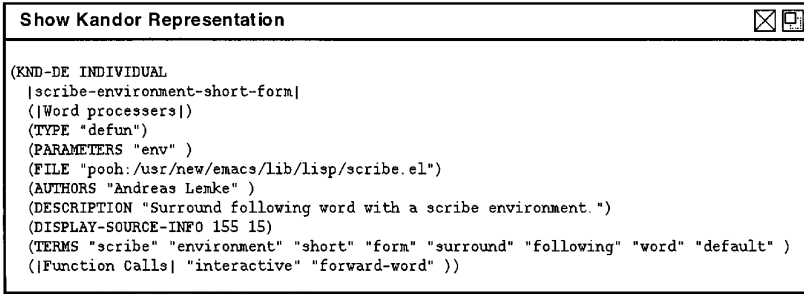 Show Kandor Representation
(KND-DE INDIVIDUAL
|scribe-environment-short-form|
(|Word processers|)
(TYPE "defun")
(PARAMETERS "env" )
(FILE "pooh:/usr/new/emacs/lib/lisp/scribe.el")
(AUTHORS "Andreas Lemke" )
(DESCRIPTION "Surround following word with a scribe environment.")
(DISPLAY-SOURCE-INFO 155 15)
(TERMS "scribe" "environment" "short" "form" "surround" "following" "word" "default" )
(|Function Calls| "interactive" "forward-word" ))